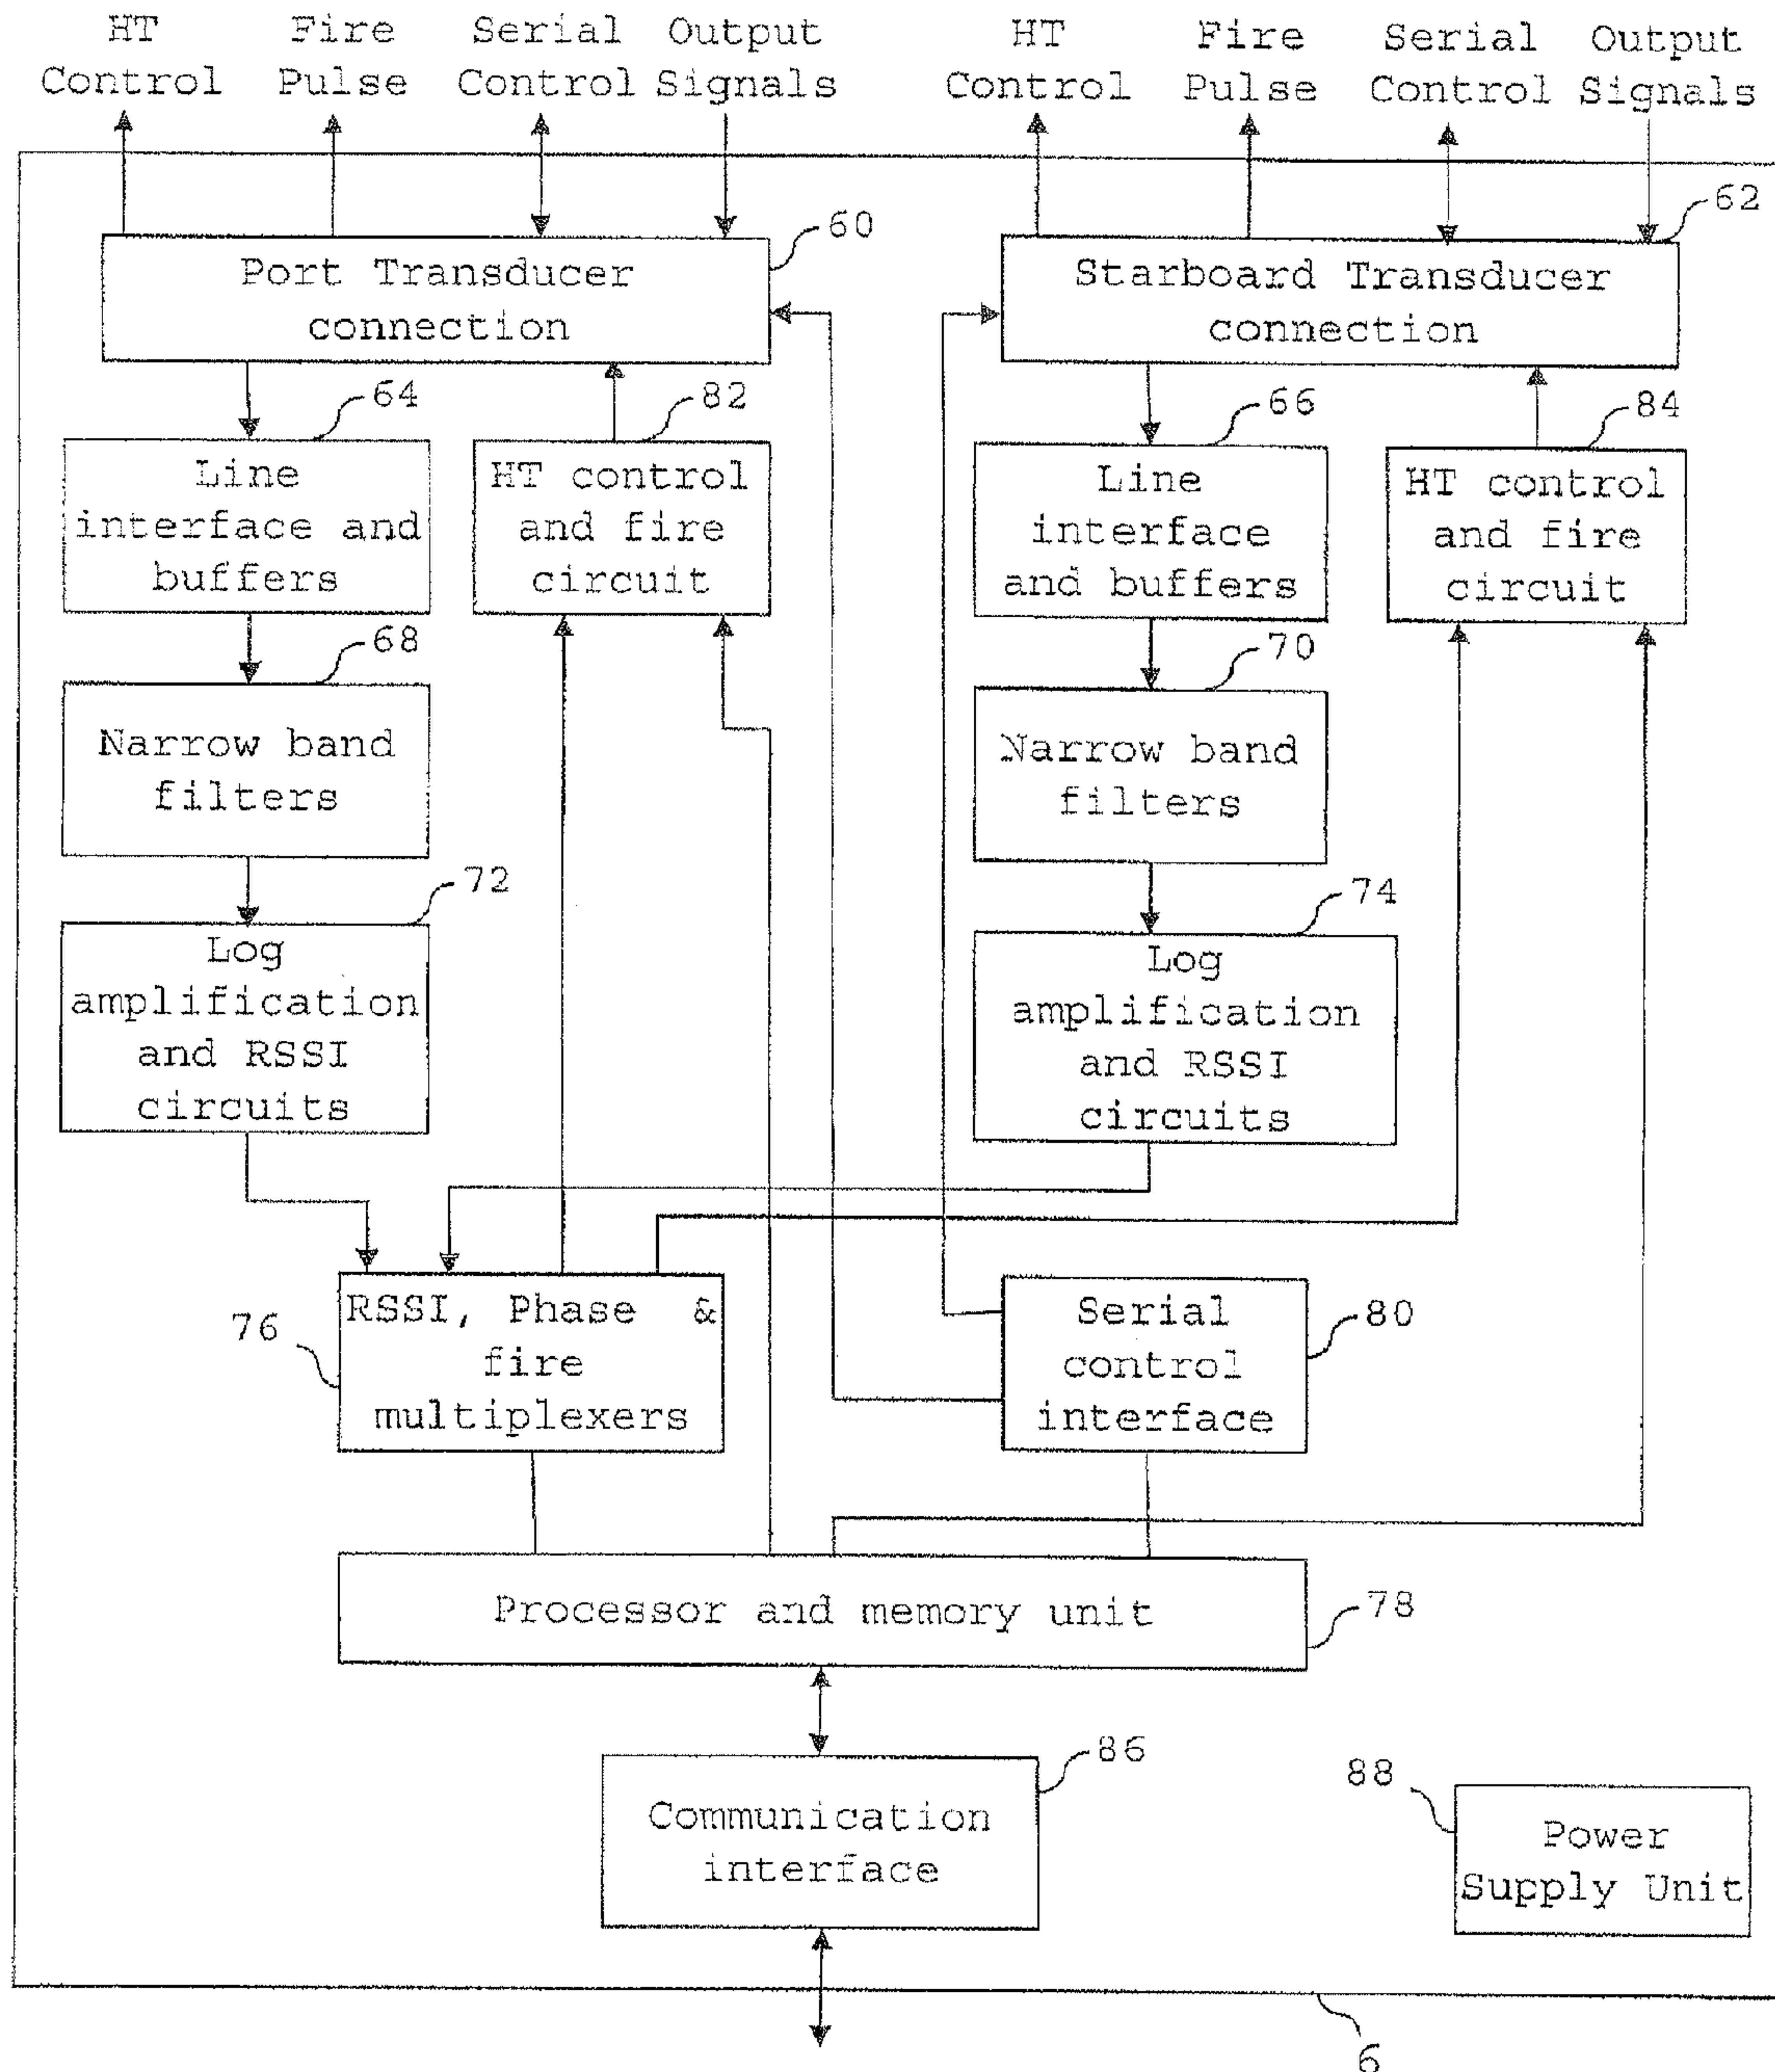 HT Fire Serial Output HT Fire Serial Output
Control Pulse Control Signals Control Pulse Control Signals
60
62
Port Transducer
connection
Starboard Transducer
connection
64
82
66
84
Line
interface and
buffers
HT control
and fire
circuit
Line
interface
and buffers
HT control
and fire
circuit
68
70
Narrow band
filters
Narrow band
filters
72
74
Log
amplification
and RSSI
circuits
Log
amplification
and RSSI
circuits
76
RSSI, Phase &
fire
multiplexers
Serial
control
interface
80
Processor and memory unit
78
86
Communication
interface
88
Power
Supply Unit
6